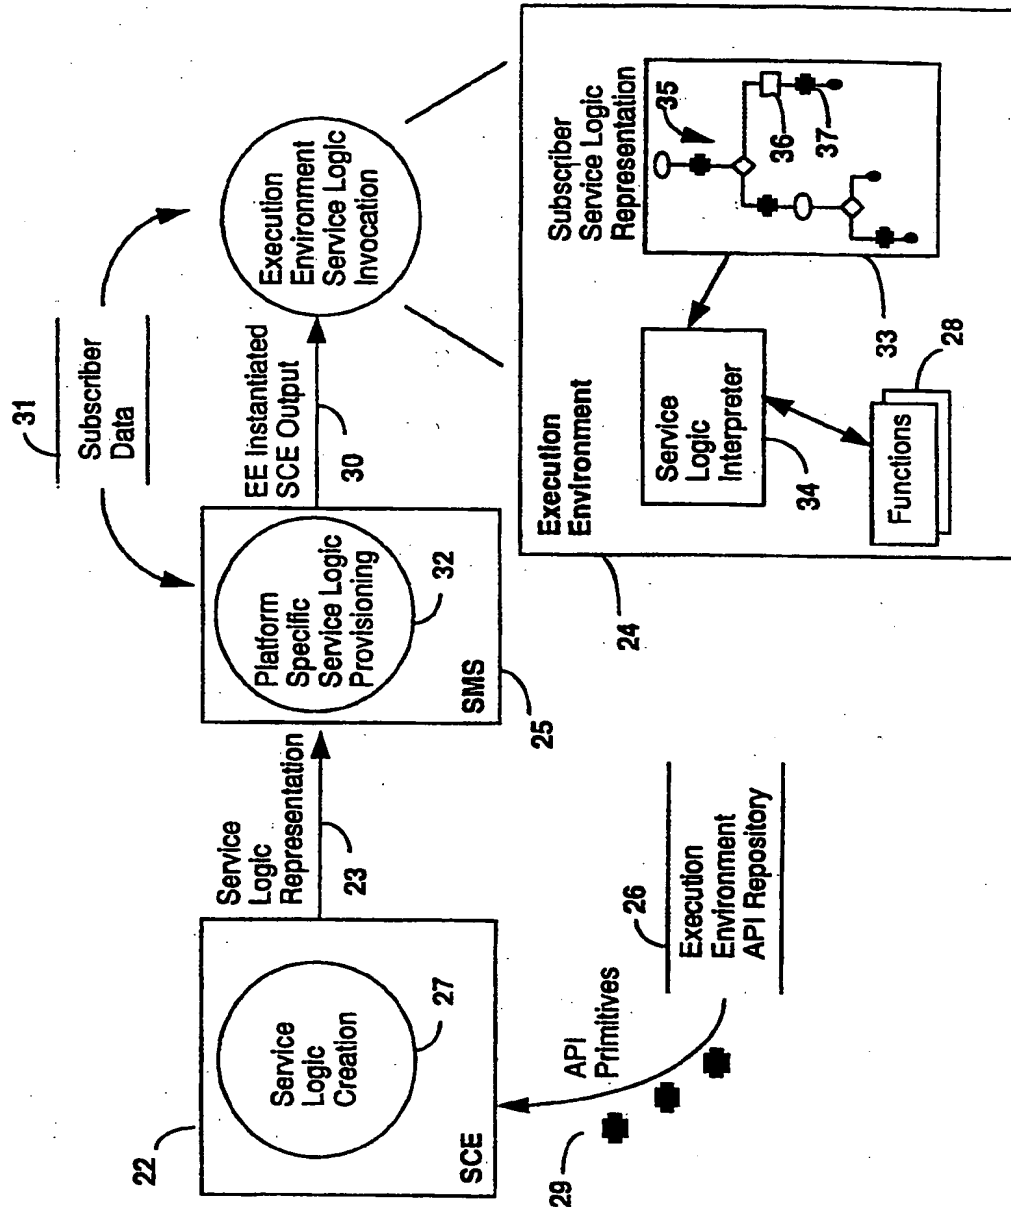 22
Service
Logic
Creation
27
SCE
29
API
Primitives
26
Execution
Environment
API Repository
Service
Logic
Representation
23
Platform
Specific
Service Logic
Provisioning
32
SMS
25
31
Subscriber
Data
EE Instantiated
SCE Output
30
Execution
Environment
Service Logic
Invocation
24
Execution
Environment
Service
Logic
Interpreter
34
Functions
28
Subscriber
Service Logic
Representation
35
36
37
33